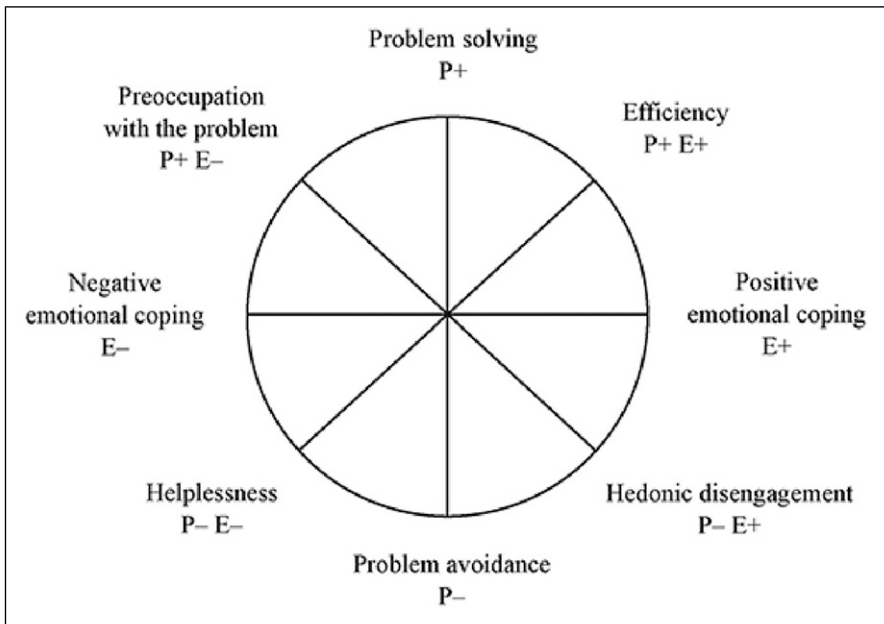 Problem solving
P+
Efficiency
P+ E+
Positive
emotional coping
E+
Hedonic disengagement
P– E+
Problem avoidance
P–
Helplessness
P– E–
Negative
emotional coping
E–
Preoccupation
with the problem
P+ E–